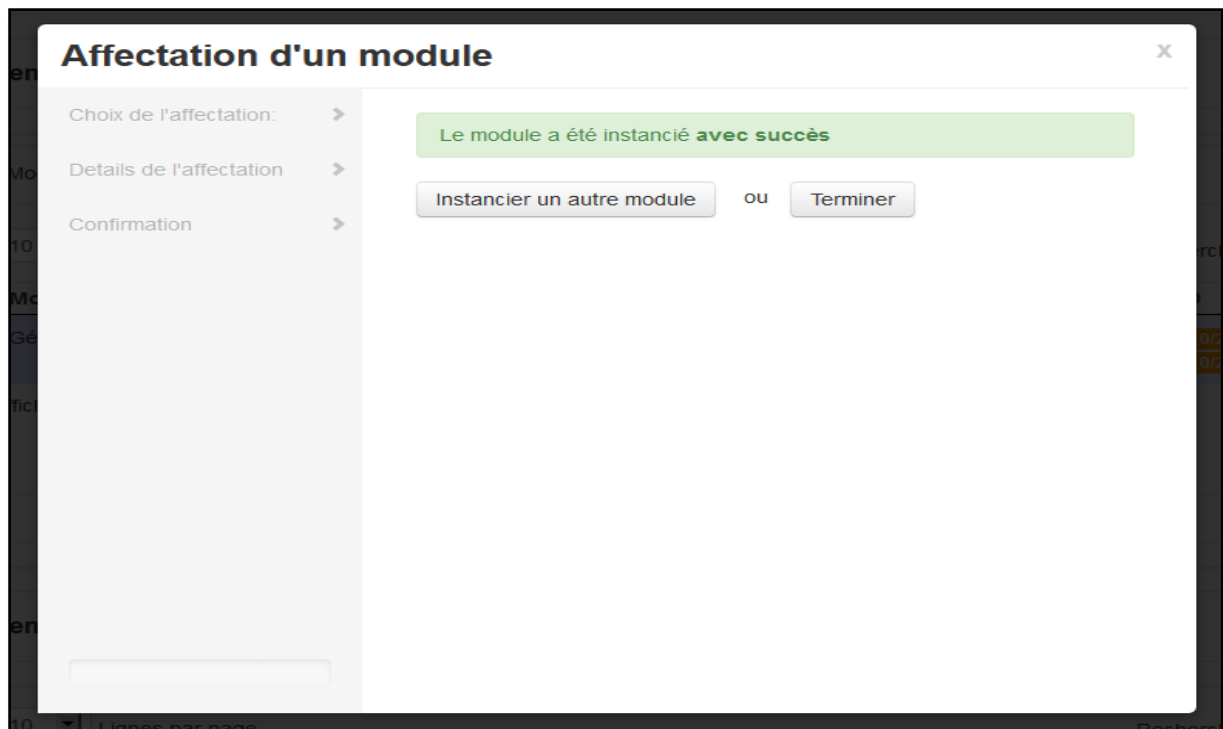 Affectation d'un module
x
Choix de l'affectation:
Details de l'affectation
Confirmation
Le module a été instancié avec succès
Instancier un autre module ou Terminer
10 Lignes par page